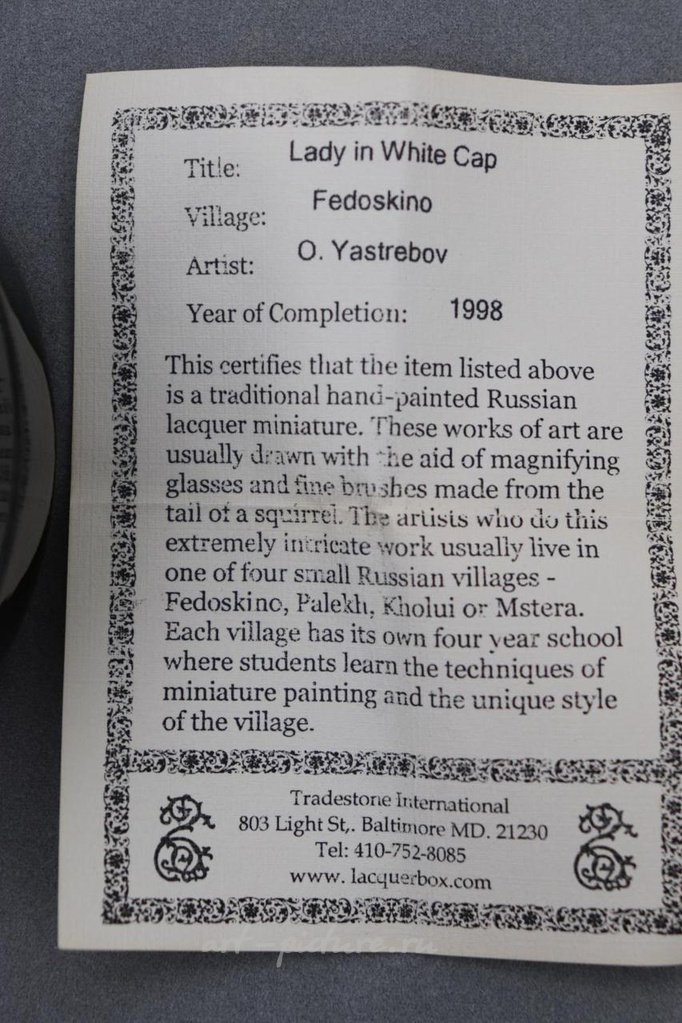 Title: Lady in White Cap
Village: Fedoskino
Artist: O. Yastrebov
Year of Completion: 1998
This certifies that the item listed above
is a traditional hand-painted Russian
lacquer miniature. These works of art are
usually drawn with the aid of magnifying
glasses and fine brushes made from the
tail of a squirrel. The artists who do this
extremely intricate work usually live in
one of four small Russian villages -
Fedoskino, Palekh, Kholui or Mstera.
Each village has its own four year school
where students learn the techniques of
miniature painting and the unique style
of the village.
Tradestone International
803 Light St,. Baltimore MD. 21230
Tel: 410-752-8085
www. lacquerbox.com
art-picture.ru